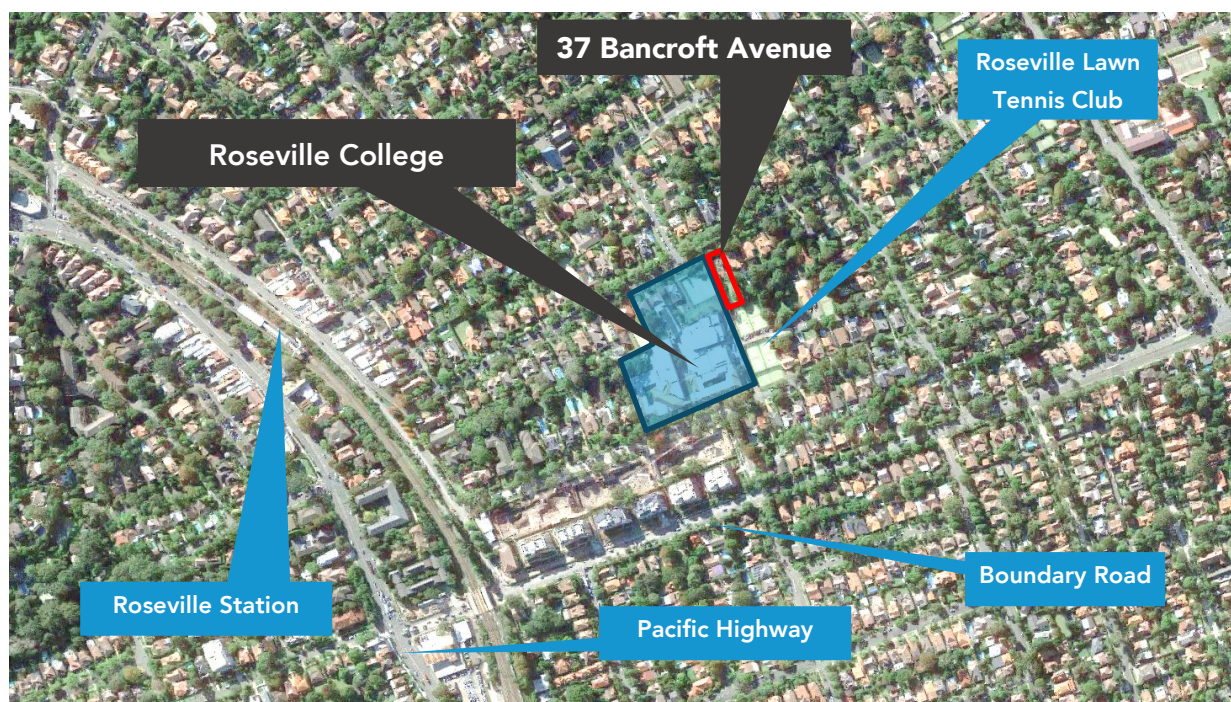 37 Bancroft Avenue
Roseville Lawn
Tennis Club
Roseville College
Roseville Station
Boundary Road
Pacific Highway